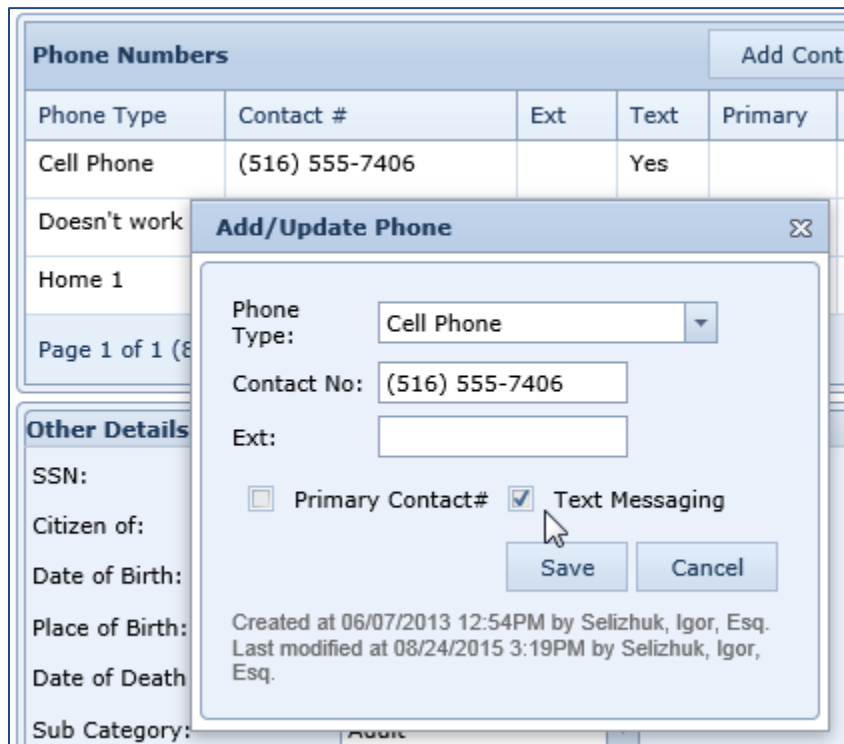 Phone Numbers Add Cont
Phone Type Contact # Ext Text Primary
Cell Phone (516) 555-7406 Yes
Doesn't work
Home 1
Page 1 of 1 (8
Add/Update Phone
Phone
Type: Cell Phone
Contact No: (516) 555-7406
Ext:
Primary Contact# Text Messaging
Save Cancel
Created at 06/07/2013 12:54PM by Selizhuk, Igor, Esq.
Last modified at 08/24/2015 3:19PM by Selizhuk, Igor,
Esq.
Other Details
SSN:
Citizen of:
Date of Birth:
Place of Birth:
Date of Death
Sub Category: Adult